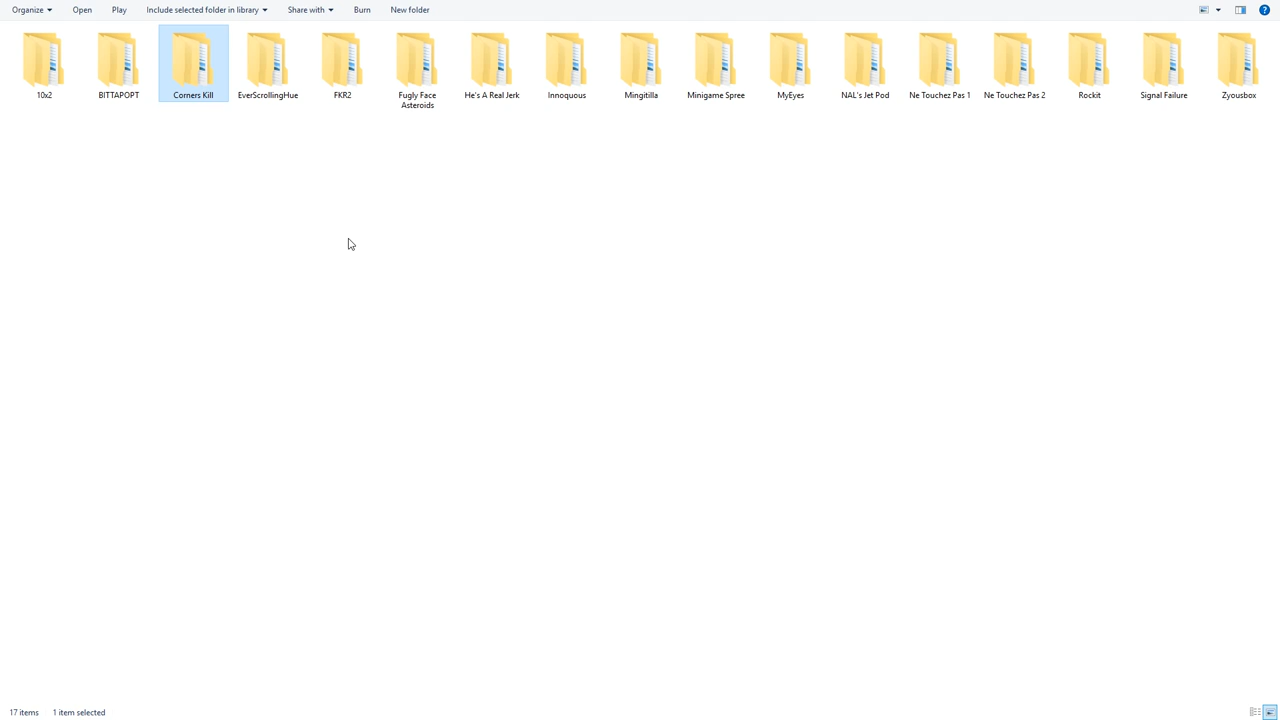 Organize Open Play Include selected folder in library Share with Burn New folder
10x2 BITTAPOPT Corners Kill EverScrollingHue FKR2 Fugly Face He's A Real Jerk Innoquous Mingitilla Minigame Spree MyEyes NAL's Jet Pod Ne Touchez Pas 1 Ne Touchez Pas 2 Rockit Signal Failure Zyousbox
Asteroids
17 items 1 item selected